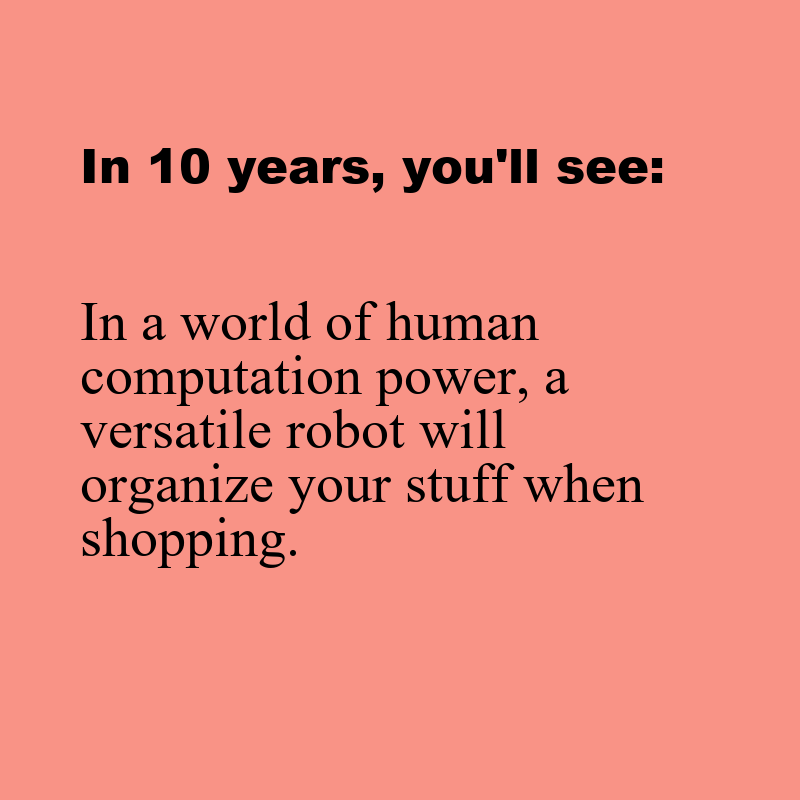 In 10 years, you'll see:
In a world of human
computation power, a
versatile robot will
organize your stuff when
shopping.